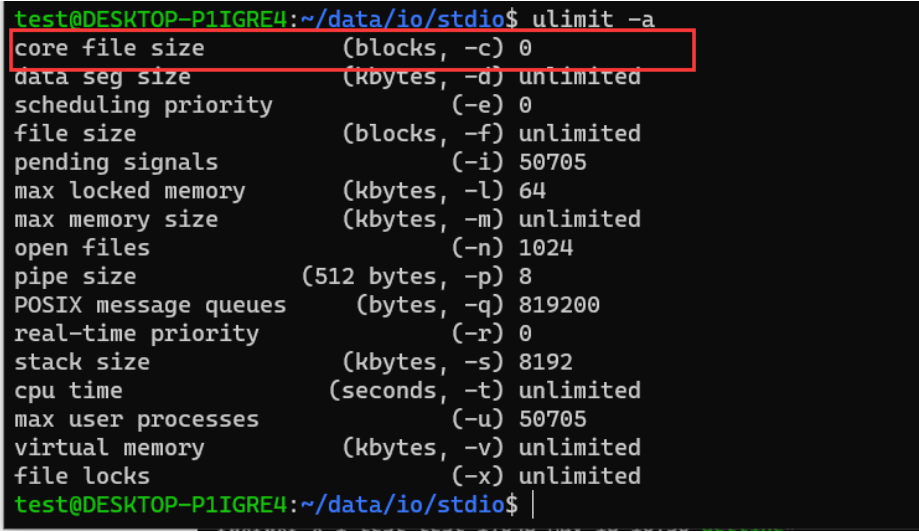 test@DESKTOP-P1IGRE4:~/data/io/stdio$ ulimit -a
core file size          (blocks, -c) 0
data seg size           (kbytes, -d) unlimited
scheduling priority             (-e) 0
file size               (blocks, -f) unlimited
pending signals                 (-i) 50705
max locked memory       (kbytes, -l) 64
max memory size         (kbytes, -m) unlimited
open files                      (-n) 1024
pipe size            (512 bytes, -p) 8
POSIX message queues     (bytes, -q) 819200
real-time priority              (-r) 0
stack size              (kbytes, -s) 8192
cpu time               (seconds, -t) unlimited
max user processes              (-u) 50705
virtual memory          (kbytes, -v) unlimited
file locks                      (-x) unlimited
test@DESKTOP-P1IGRE4:~/data/io/stdio$